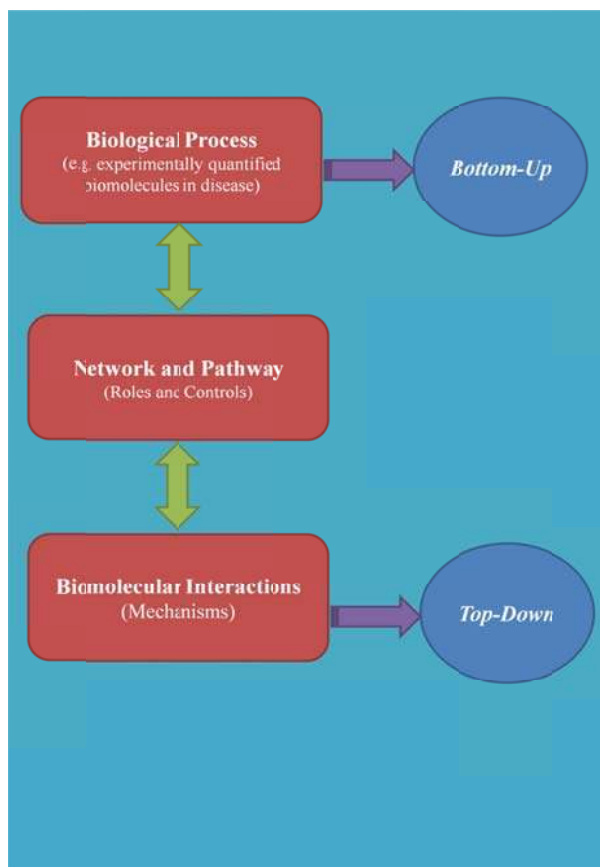 Biological Process
(e.g. experimentally quantified
biomolecules in disease)
Bottom-Up
Network and Pathway
(Roles and Controls)
Biomolecular Interactions
(Mechanisms)
Top-Down